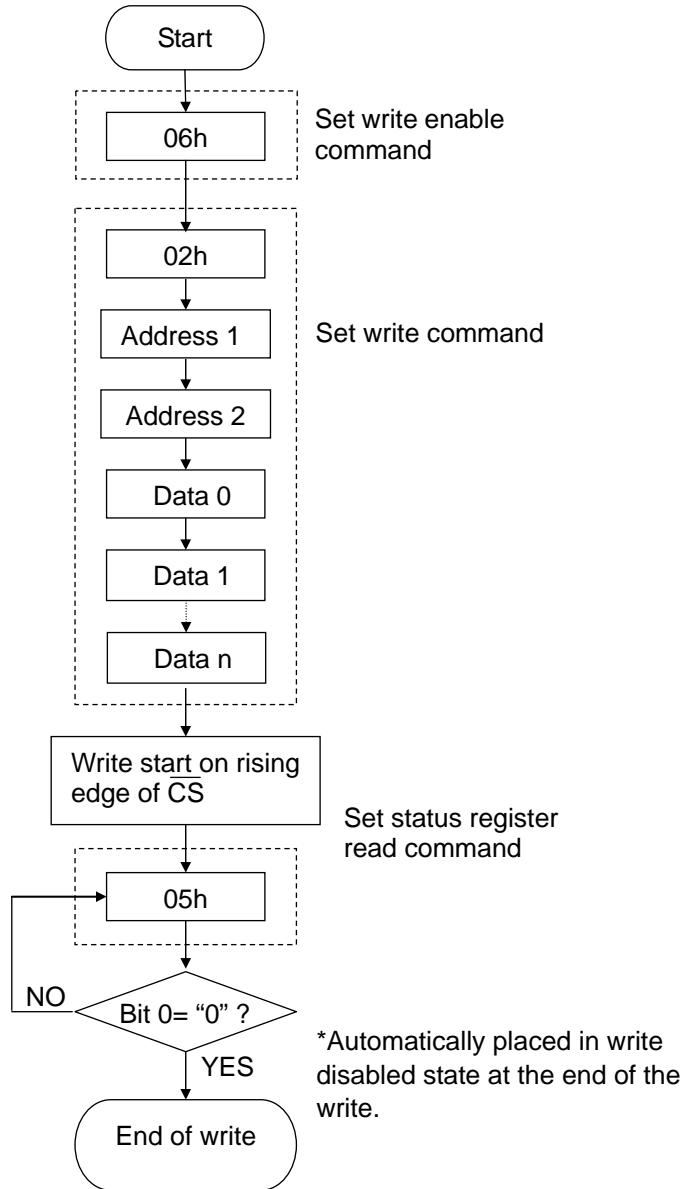 Start
06h
Set write enable
command
02h
Address 1
Set write command
Address 2
Data 0
Data 1
Data n
Write start on rising
edge of C̅S̅
Set status register
read command
05h
NO
Bit 0= “0” ?
YES
*Automatically placed in write
disabled state at the end of the
write.
End of write